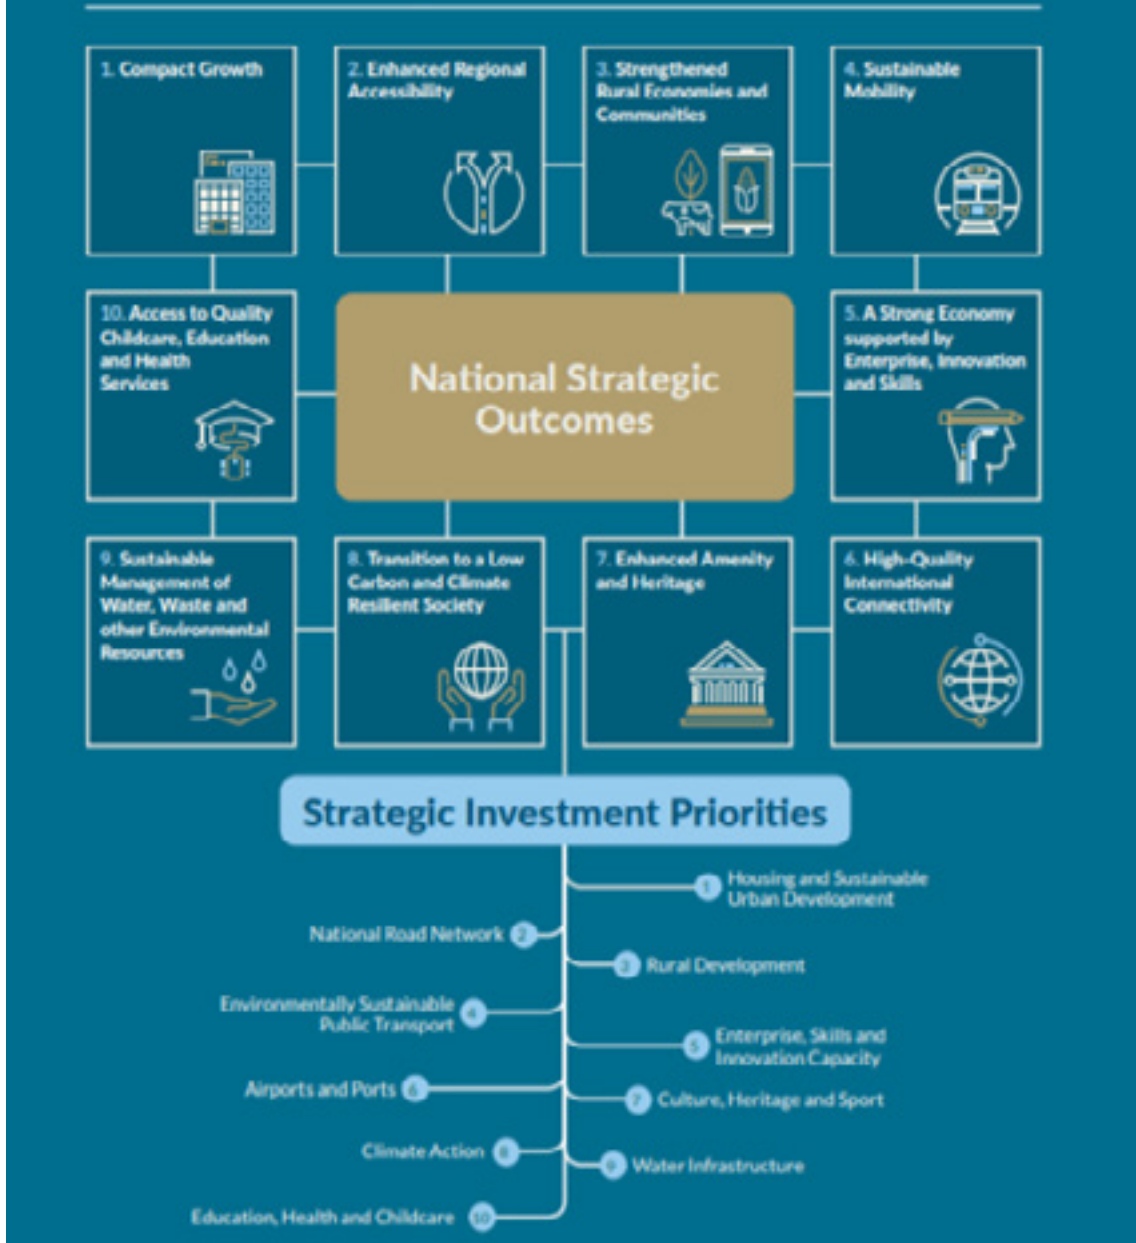 1. Compact Growth
2. Enhanced Regional
Accessibility
3. Strengthened
Rural Economies and
Communities
4. Sustainable
Mobility
10. Access to Quality
Childcare, Education
and Health
Services
National Strategic
Outcomes
5. A Strong Economy
supported by
Enterprise, Innovation
and Skills
9. Sustainable
Management of
Water, Waste and
other Environmental
Resources
8. Transition to a Low
Carbon and Climate
Resilient Society
7. Enhanced Amenity
and Heritage
6. High-Quality
International
Connectivity
Strategic Investment Priorities
1 Housing and Sustainable
Urban Development
National Road Network 2
3 Rural Development
Environmentally Sustainable
Public Transport 4
5 Enterprise, Skills and
Innovation Capacity
Airports and Ports 6
7 Culture, Heritage and Sport
Climate Action 8
9 Water Infrastructure
Education, Health and Childcare 10